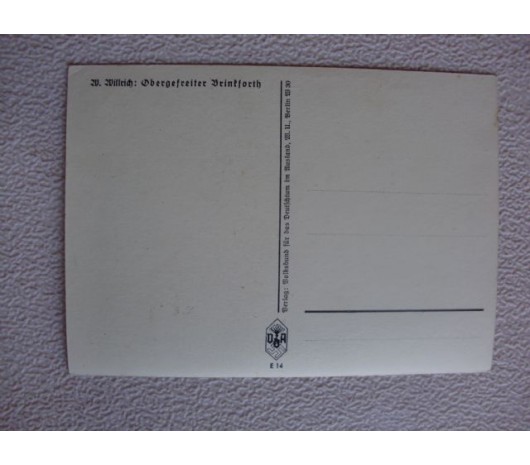 W. Willrich: Obergefreiter Brinkforth
Verlag: Volksbund für das Deutschtum im Ausland, M. U., Berlin W 30
VDA
E 14